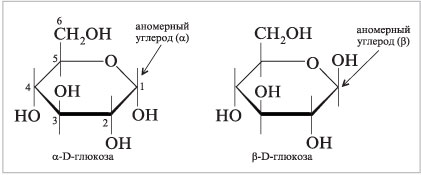 6
CH₂OH
аномерный
углерод (α)
5
O
4
1
OH
HO
OH
3
2
OH
α-D-глюкоза
CH₂OH
аномерный
углерод (β)
O
OH
OH
HO
OH
β-D-глюкоза